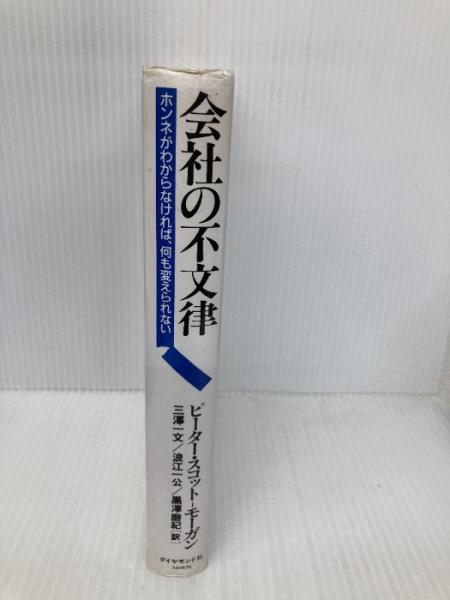 会社の不文律
ホンネがわからなければ、何も変えられない
ピーター・スコット-モーガン
三澤一文/浪江一公/黒澤磨紀[訳]
ダイヤモンド社